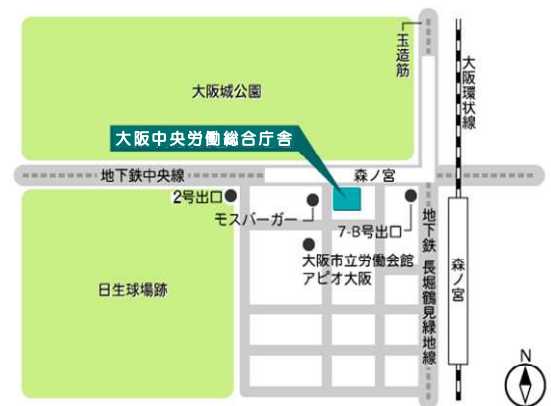 玉造筋
大阪環状線
大阪城公園
大阪中央労働総合庁舎
地下鉄中央線
森ノ宮
2号出口
モスバーガー
7-B号出口
大阪市立労働会館
アピオ大阪
地下鉄 長堀鶴見緑地線
森ノ宮
日生球場跡
N